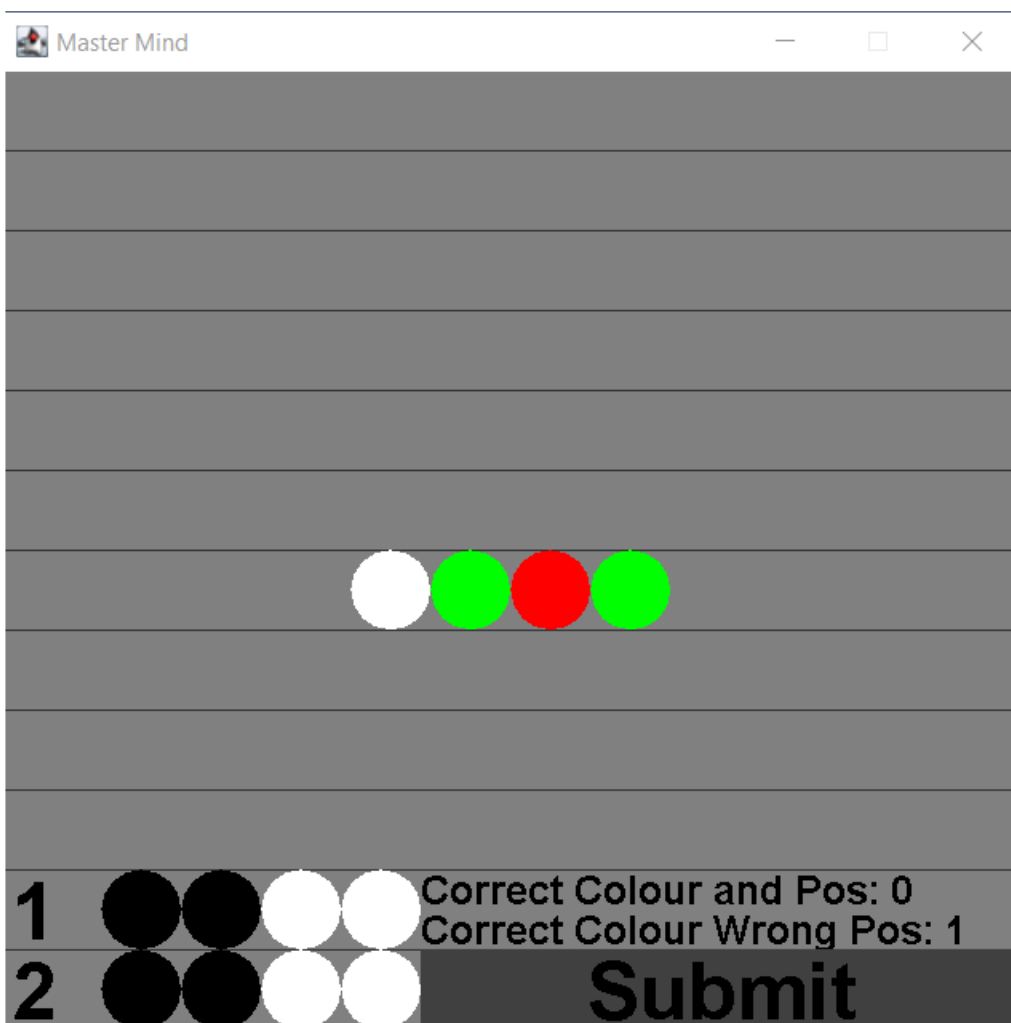 Master Mind
1
Correct Colour and Pos: 0
Correct Colour Wrong Pos: 1
2
Submit